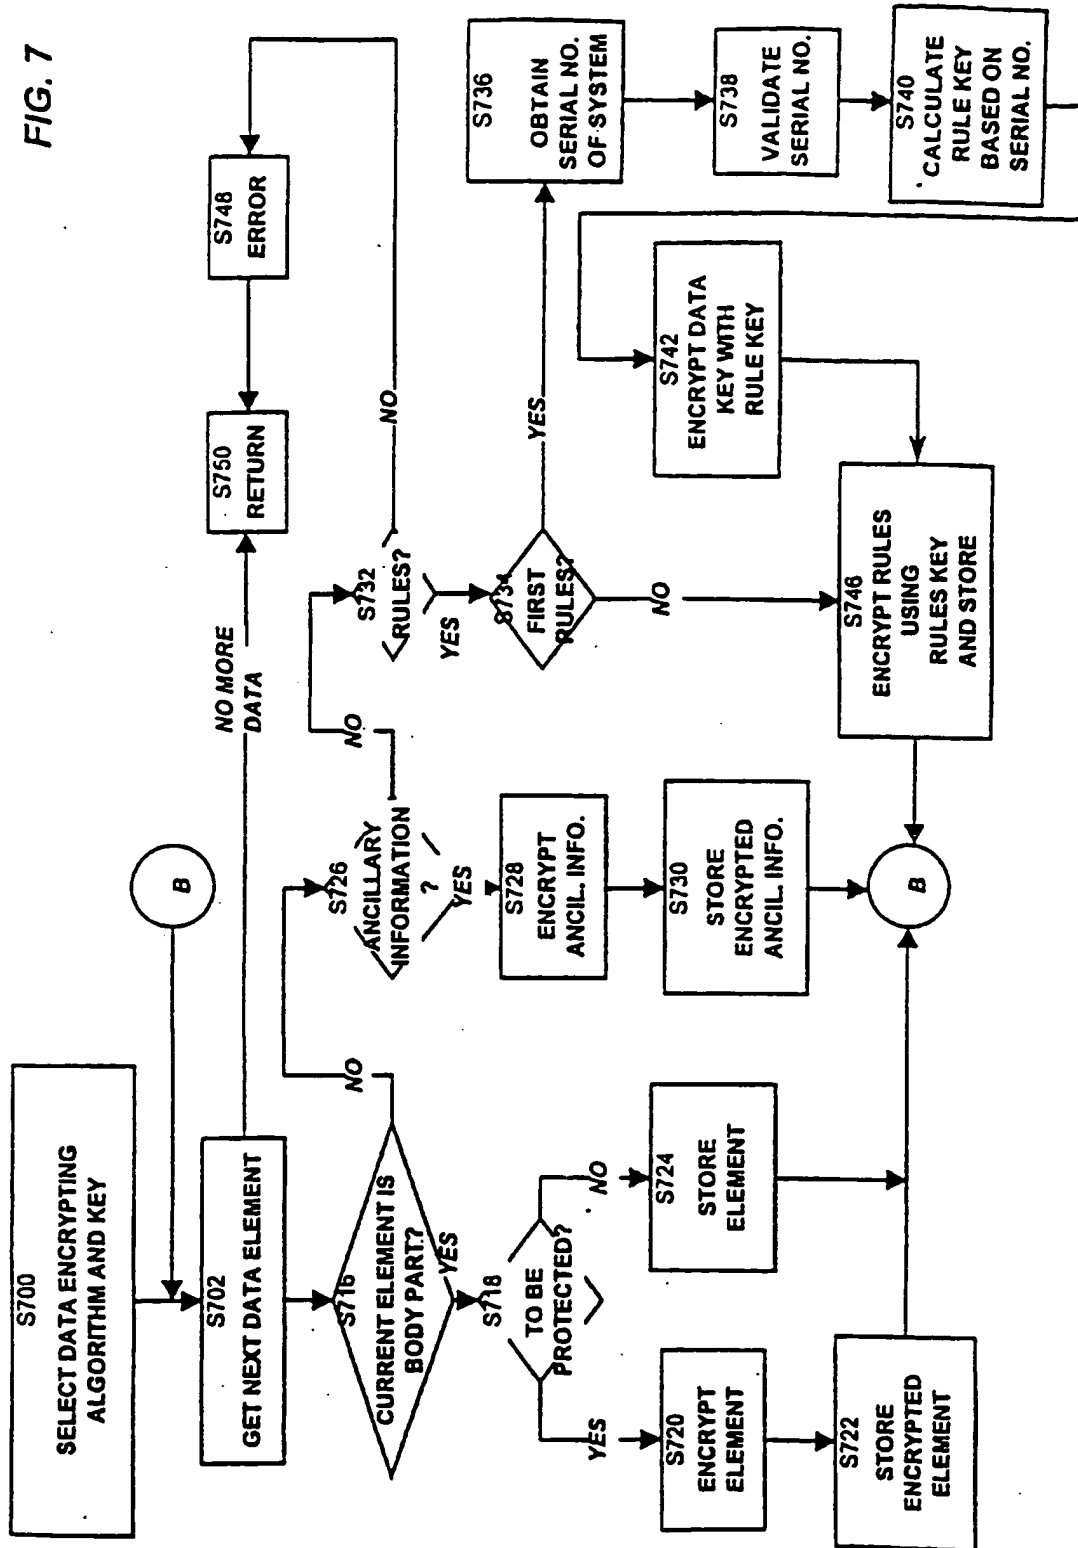 FIG. 7
S700
SELECT DATA ENCRYPTING
ALGORITHM AND KEY
B
S702
GET NEXT DATA ELEMENT
NO MORE
DATA
S750
RETURN
S748
ERROR
S716
CURRENT ELEMENT IS
BODY PART?
NO
YES
S726
ANCILLARY
INFORMATION
?
NO
YES
S732
RULES?
NO
YES
S718
TO BE
PROTECTED?
YES
NO
S728
ENCRYPT
ANCIL. INFO.
S734
FIRST
RULES?
YES
NO
S736
OBTAIN
SERIAL NO.
OF SYSTEM
S720
ENCRYPT
ELEMENT
S724
STORE
ELEMENT
S730
STORE
ENCRYPTED
ANCIL. INFO.
S742
ENCRYPT DATA
KEY WITH
RULE KEY
S738
VALIDATE
SERIAL NO.
S722
STORE
ENCRYPTED
ELEMENT
B
S746
ENCRYPT RULES
USING
RULES KEY
AND STORE
S740
CALCULATE
RULE KEY
BASED ON
SERIAL NO.